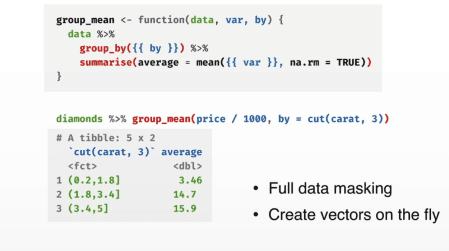 group_mean <- function(data, var, by) {
  data %>%
    group_by({{ by }}) %>%
    summarise(average = mean({{ var }}, na.rm = TRUE))
}
diamonds %>% group_mean(price / 1000, by = cut(carat, 3))
# A tibble: 5 x 2
  `cut(carat, 3)` average
  <fct>             <dbl>
1 (0.2,1.8]          3.46
2 (1.8,3.4]         14.7
3 (3.4,5]           15.9
• Full data masking
• Create vectors on the fly